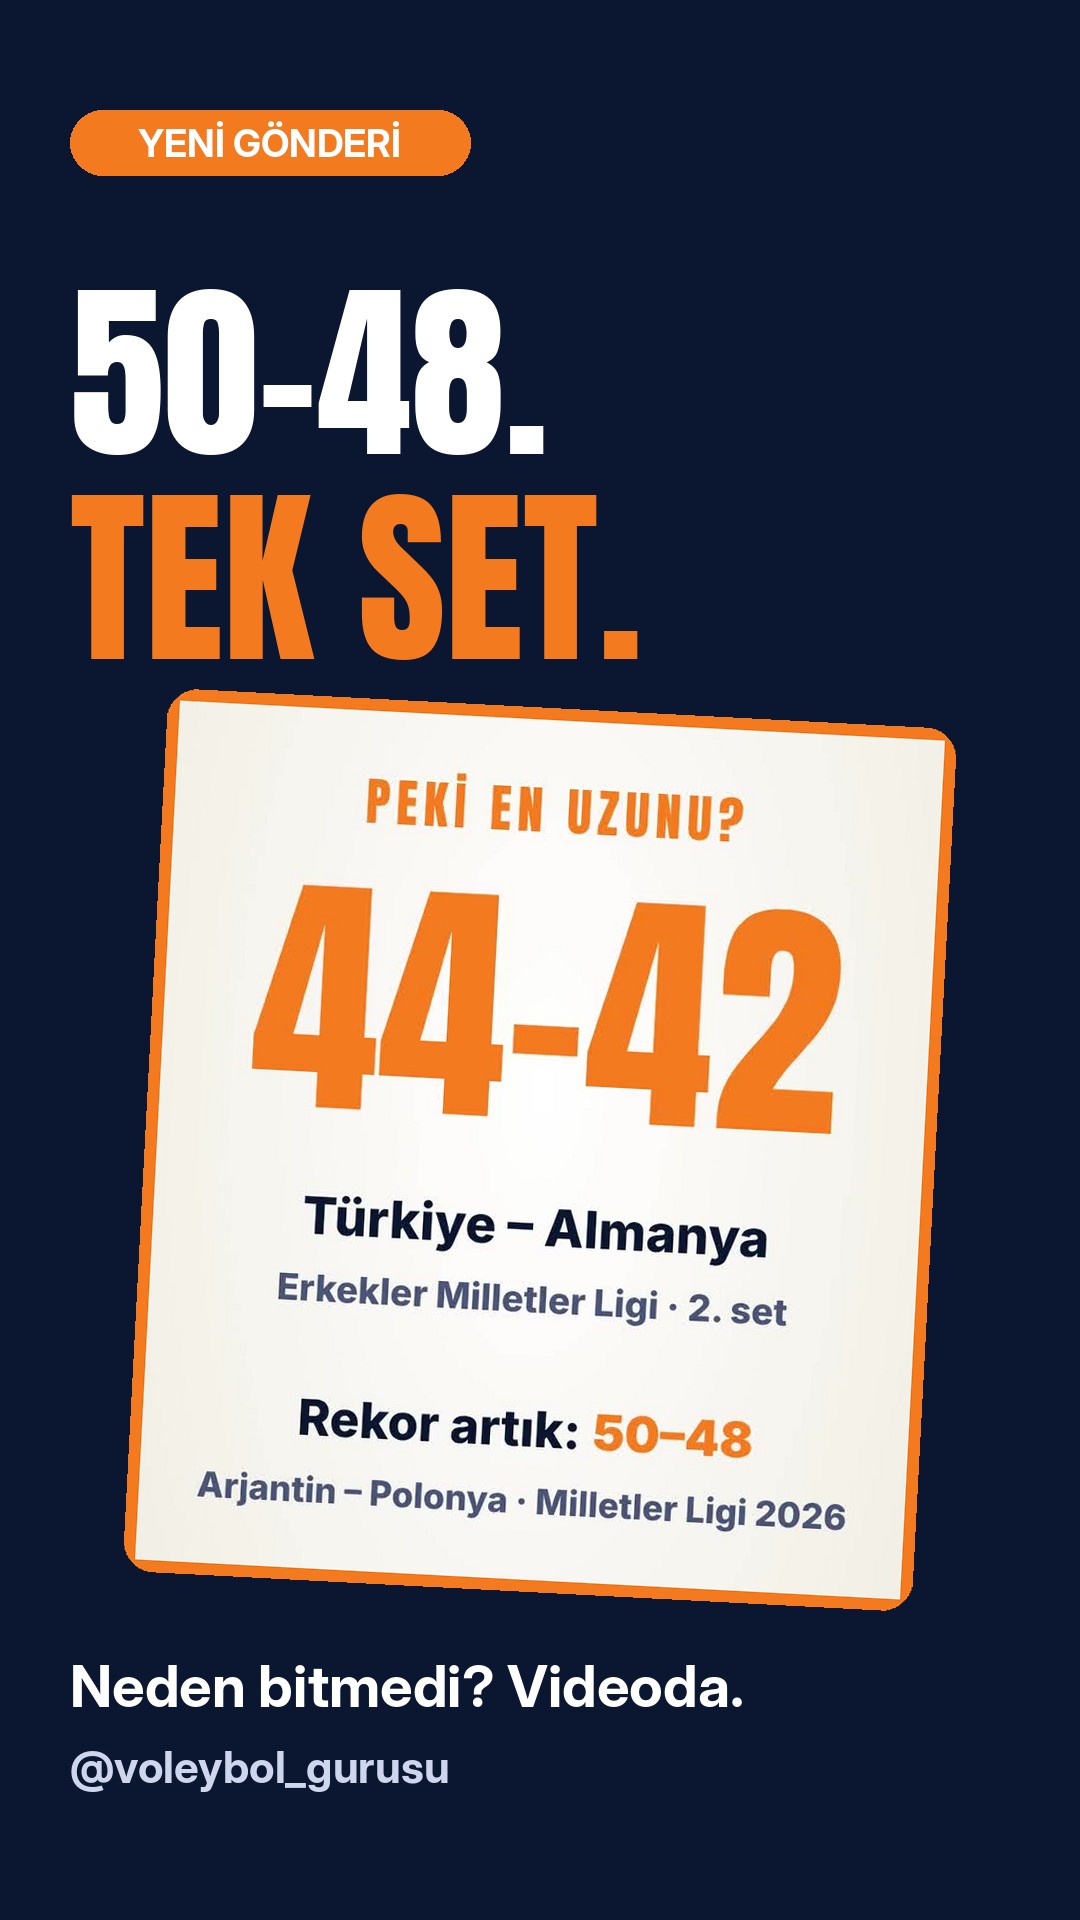 YENİ GÖNDERİ
50-48.
TEK SET.
PEKİ EN UZUNU?
44-42
Türkiye – Almanya
Erkekler Milletler Ligi · 2. set
Rekor artık: 50–48
Arjantin – Polonya · Milletler Ligi 2026
Neden bitmedi? Videoda.
@voleybol_gurusu